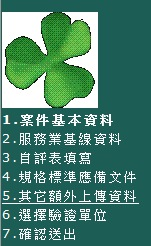 1.案件基本資料
2.服務業基線資料
3.自評表填寫
4.規格標準應備文件
5.其它額外上傳資料
6.選擇驗證單位
7.確認送出